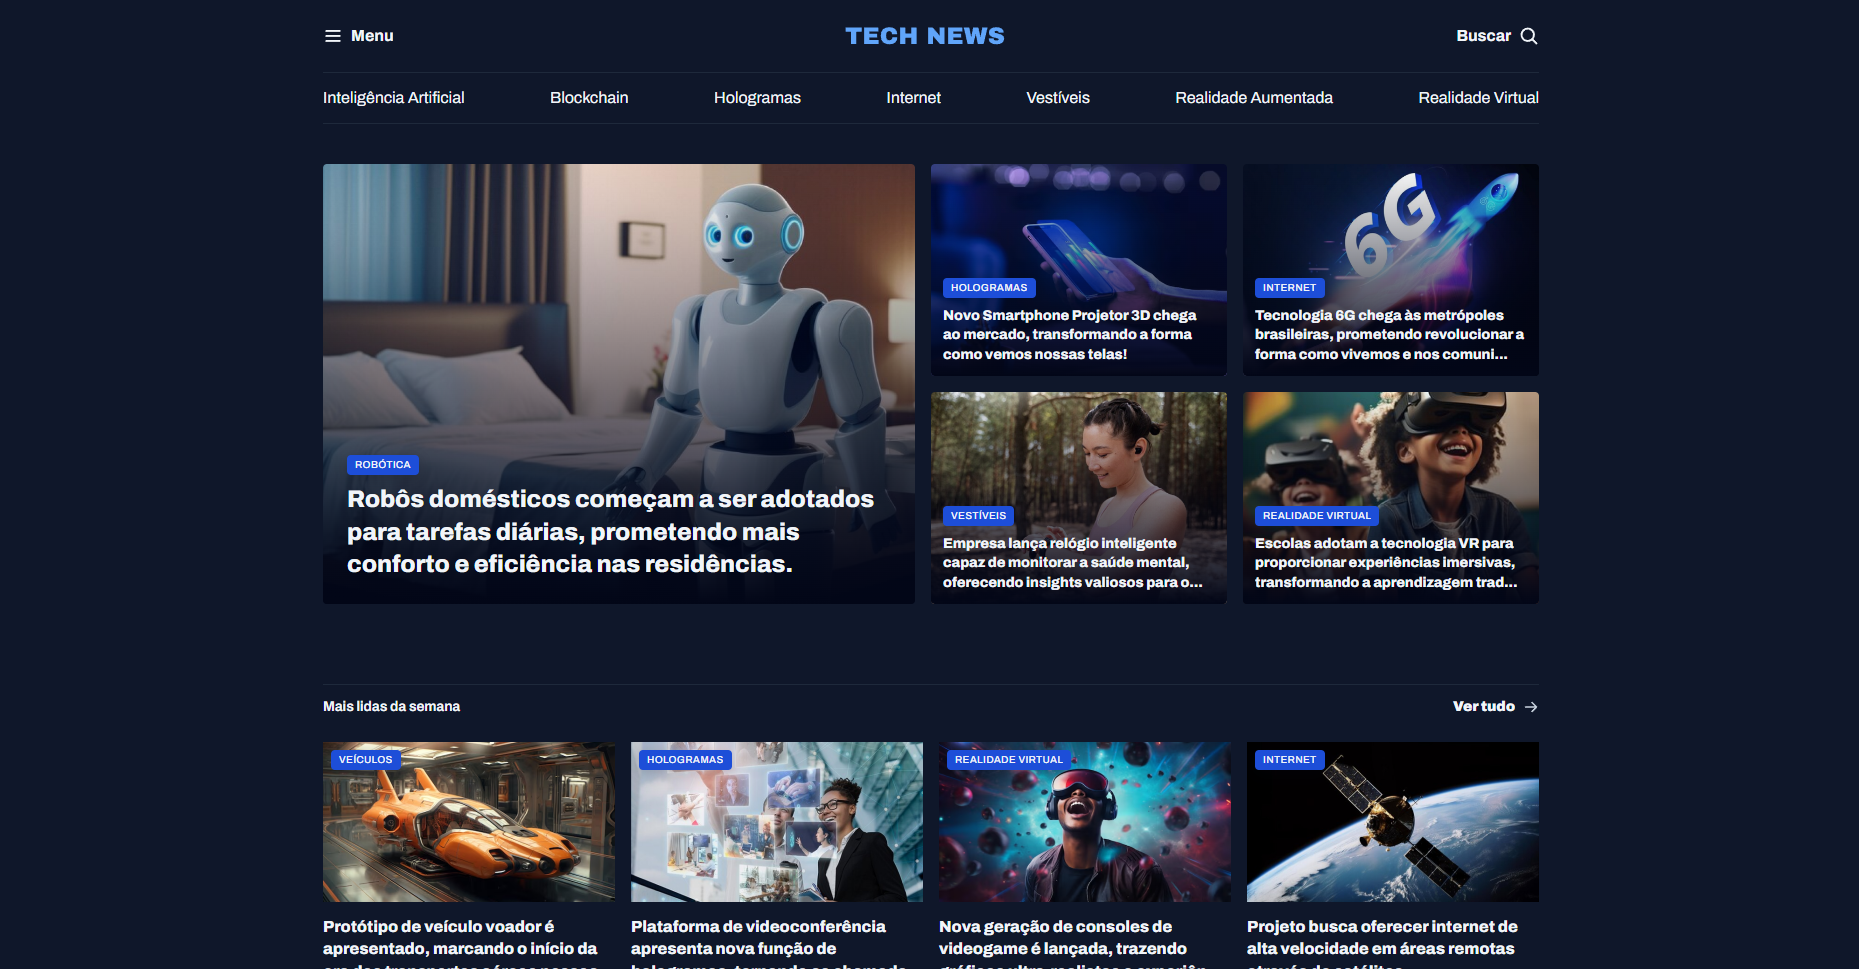 Menu
TECH NEWS
Buscar
Inteligência Artificial
Blockchain
Hologramas
Internet
Vestíveis
Realidade Aumentada
Realidade Virtual
ROBÓTICA
Robôs domésticos começam a ser adotados
para tarefas diárias, prometendo mais
conforto e eficiência nas residências.
HOLOGRAMAS
Novo Smartphone Projetor 3D chega
ao mercado, transformando a forma
como vemos nossas telas!
6G
INTERNET
Tecnologia 6G chega às metrópoles
brasileiras, prometendo revolucionar a
forma como vivemos e nos comuni...
VESTÍVEIS
Empresa lança relógio inteligente
capaz de monitorar a saúde mental,
oferecendo insights valiosos para o...
REALIDADE VIRTUAL
Escolas adotam a tecnologia VR para
proporcionar experiências imersivas,
transformando a aprendizagem trad...
Mais lidas da semana
Ver tudo
VEÍCULOS
Protótipo de veículo voador é
apresentado, marcando o início da
HOLOGRAMAS
Plataforma de videoconferência
apresenta nova função de
REALIDADE VIRTUAL
Nova geração de consoles de
videogame é lançada, trazendo
INTERNET
Projeto busca oferecer internet de
alta velocidade em áreas remotas